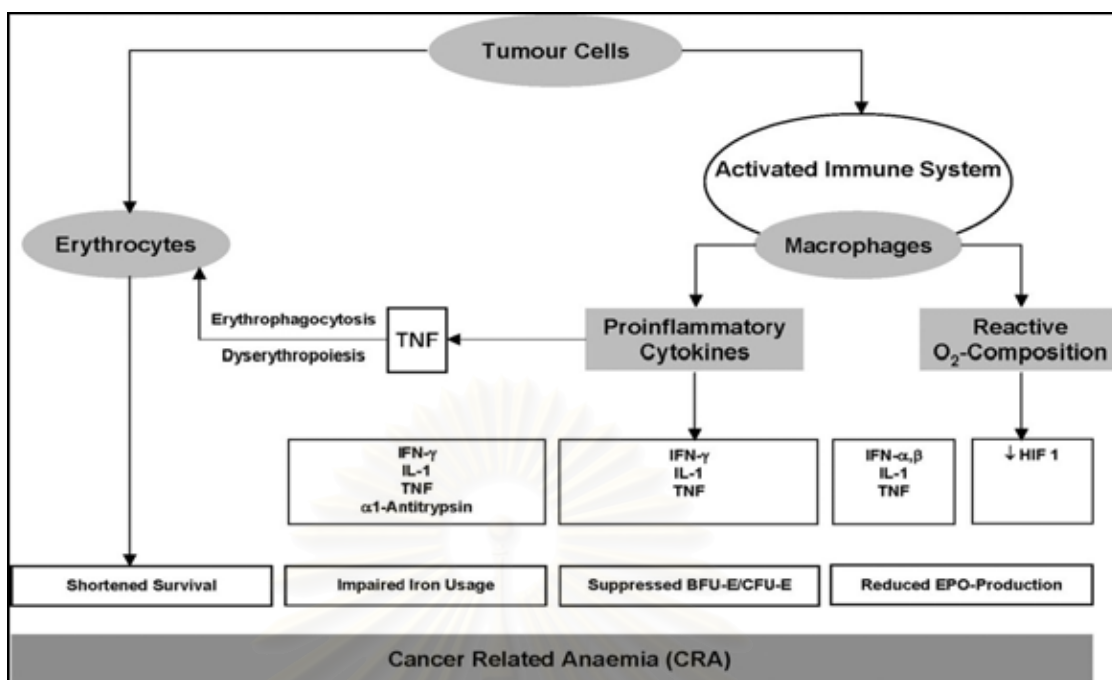 Tumour Cells
Activated Immune System
Erythrocytes
Macrophages
Erythrophagocytosis
Dyserythropoiesis
TNF
Proinflammatory
Cytokines
Reactive
O₂-Composition
IFN-γ
IL-1
TNF
α1-Antitrypsin
IFN-γ
IL-1
TNF
IFN-α,β
IL-1
TNF
↓ HIF 1
Shortened Survival
Impaired Iron Usage
Suppressed BFU-E/CFU-E
Reduced EPO-Production
Cancer Related Anaemia (CRA)